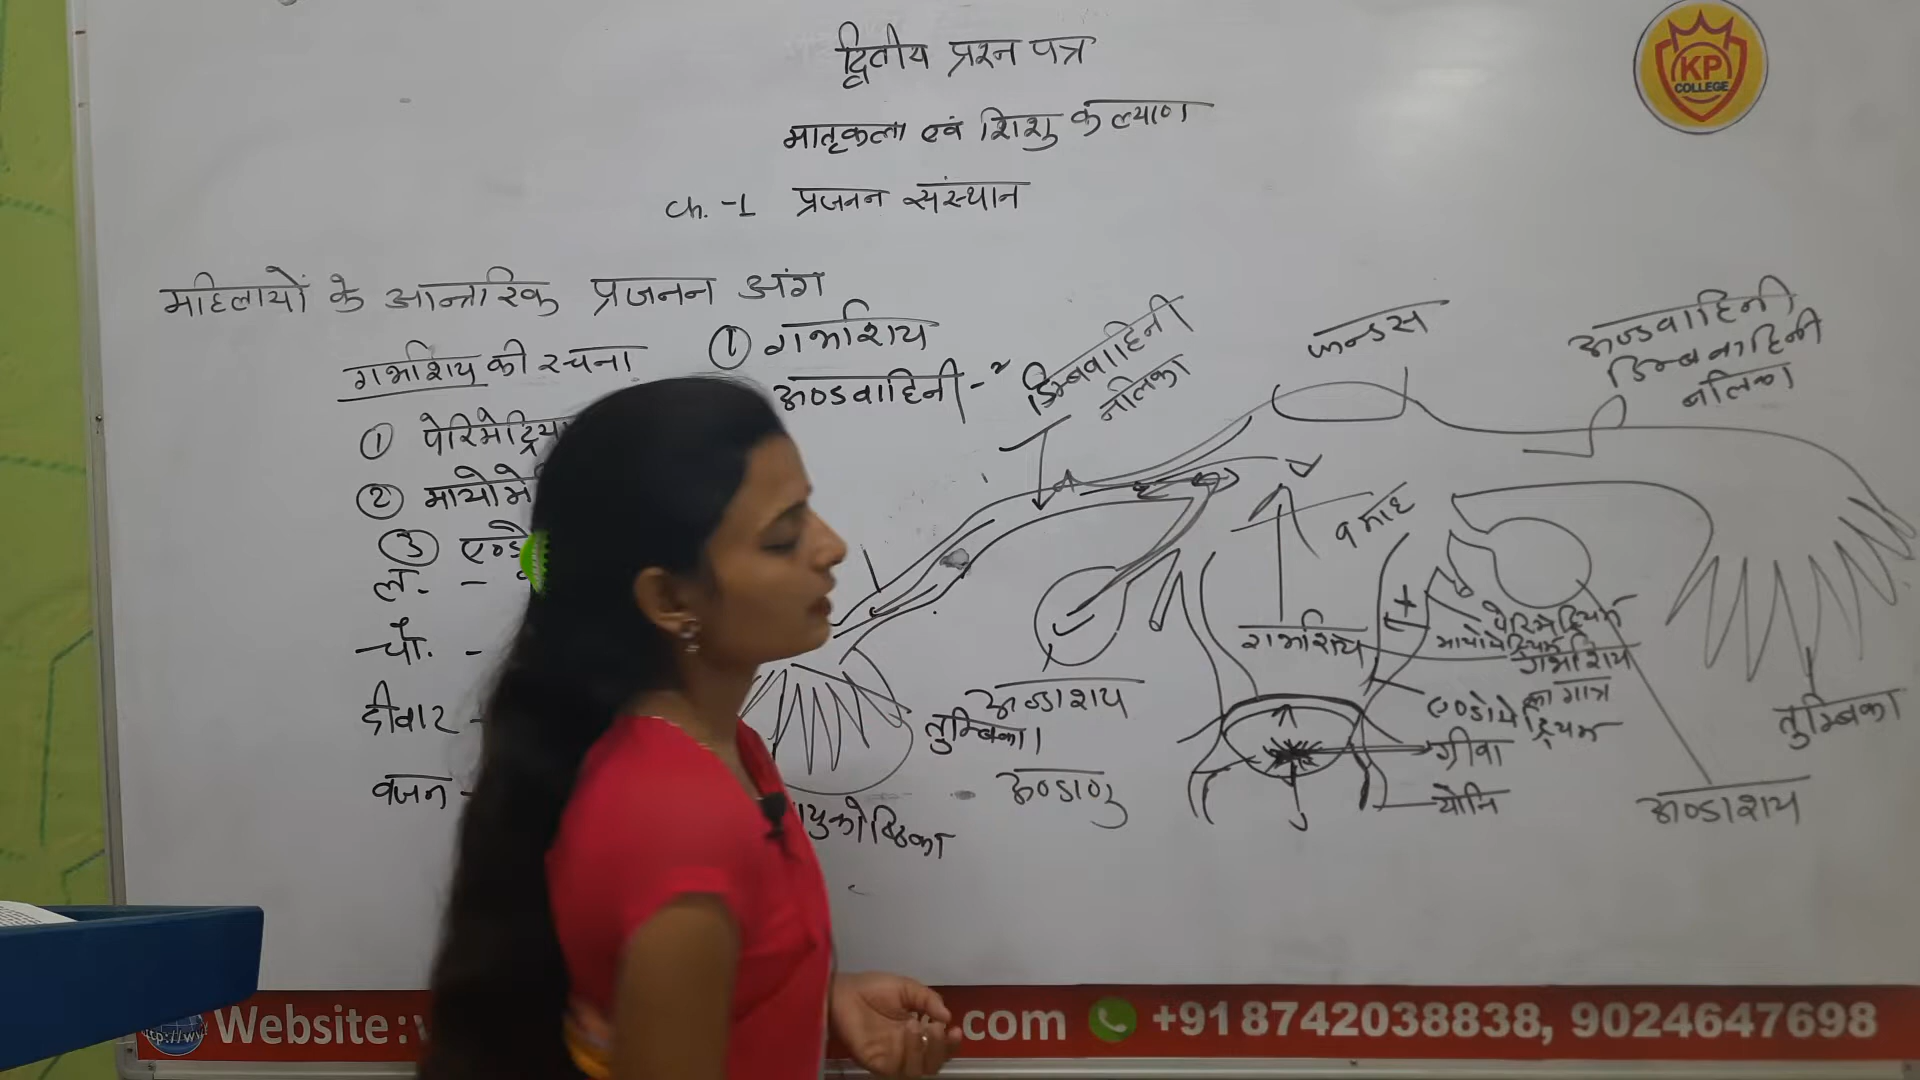 द्वितीय प्रश्न पत्र
मातृकला एवं शिशु कल्याण
Ch. -1 प्रजनन संस्थान
KP
COLLEGE
महिलायों के आन्तरिक प्रजनन अंग
गर्भाशय की रचना
① गर्भाशय
अण्डवाहिनी -२
डिम्बवाहिनी
नलिका
फन्डस
अण्डवाहिनी
डिम्बवाहिनी
नलिका
① पेरिमेट्रिय
② मायोमे
③ एण्डे
ल. -
चौ. -
दीवार -
वजन -
९ माह
गर्भाशय
पेरिमेट्रियम
मायोमेट्रियम
गर्भाशय
का गात्र
एण्डोमेट्रियम
ग्रीवा
योनि
अण्डाशय
तुम्बिका
अण्डाणु
तुम्बिका
अण्डाशय
Website :
.com
+91 8742038838, 9024647698